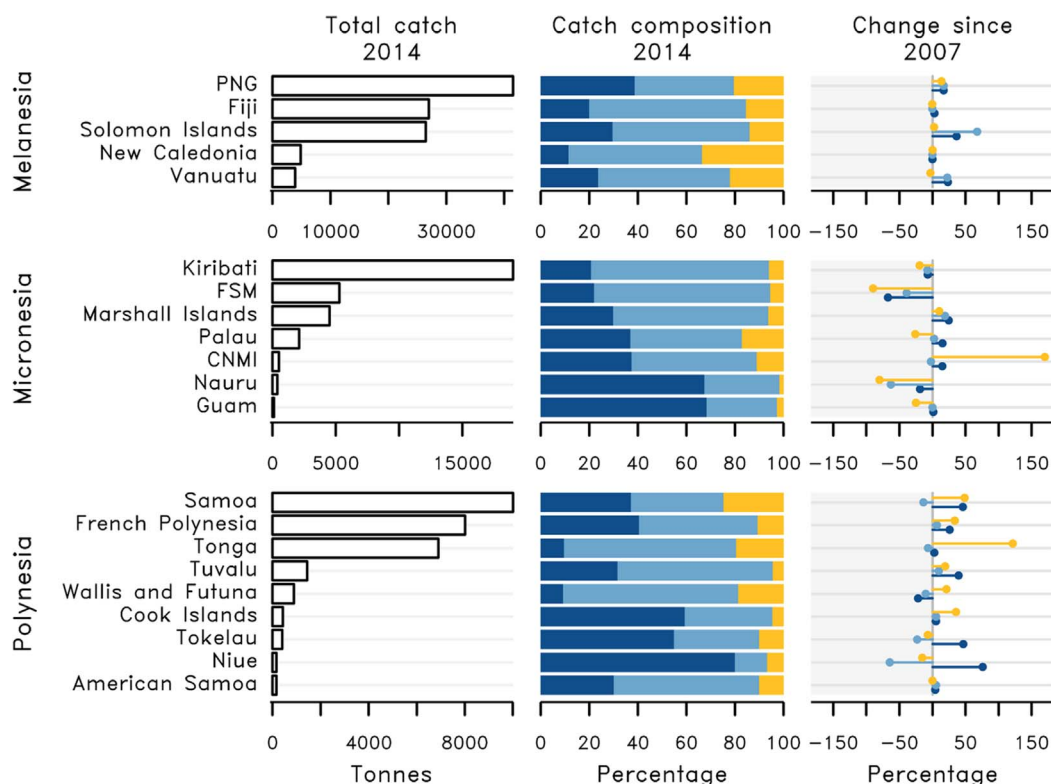 Total catch
2014
Catch composition
2014
Change since
2007
Melanesia
PNG
Fiji
Solomon Islands
New Caledonia
Vanuatu
0 10000 30000
0 20 40 60 80 100
−150 −50 50 150
Micronesia
Kiribati
FSM
Marshall Islands
Palau
CNMI
Nauru
Guam
0 5000 15000
0 20 40 60 80 100
−150 −50 50 150
Polynesia
Samoa
French Polynesia
Tonga
Tuvalu
Wallis and Futuna
Cook Islands
Tokelau
Niue
American Samoa
0 4000 8000
0 20 40 60 80 100
−150 −50 50 150
Tonnes
Percentage
Percentage